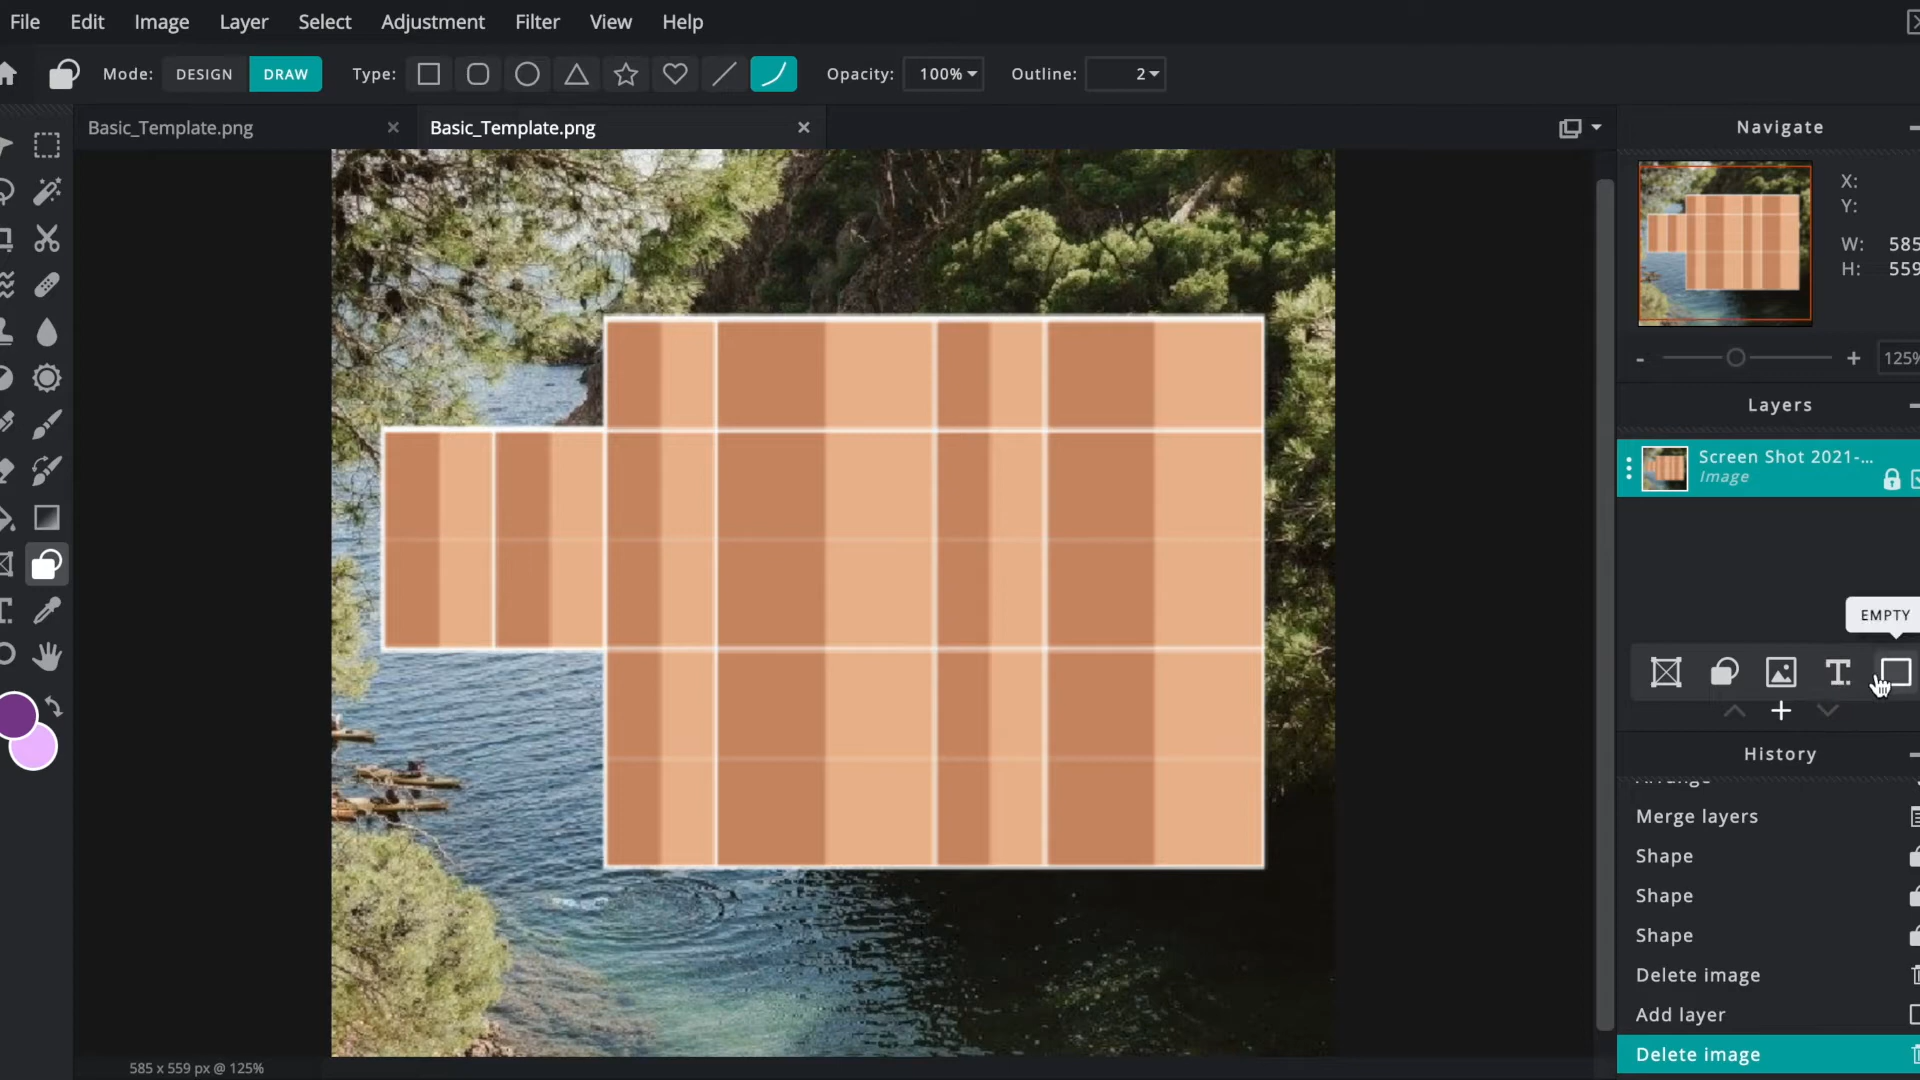 File Edit Image Layer Select Adjustment Filter View Help
Mode: DESIGN DRAW Type: Opacity: 100% Outline: 2
Basic_Template.png Basic_Template.png Navigate
X:
Y:
W: 585
H: 559
- + 125%
Layers
Screen Shot 2021-...
Image
EMPTY
T.
+
History
Arrange
Merge layers
Shape
Shape
Shape
Delete image
Add layer
Delete image
585 x 559 px @ 125%